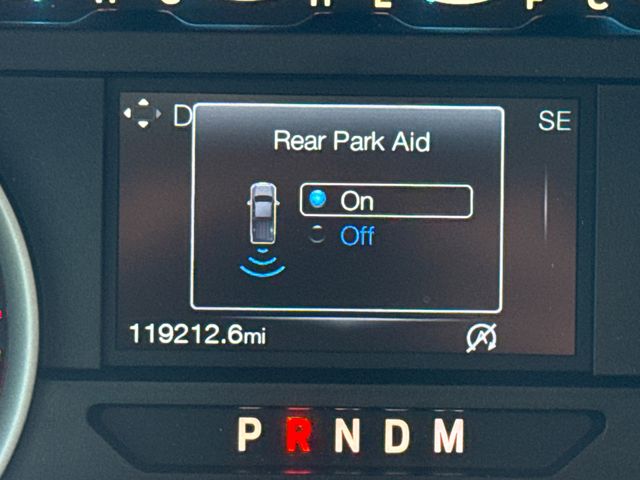 D
SE
Rear Park Aid
On
Off
119212.6mi
P R N D M